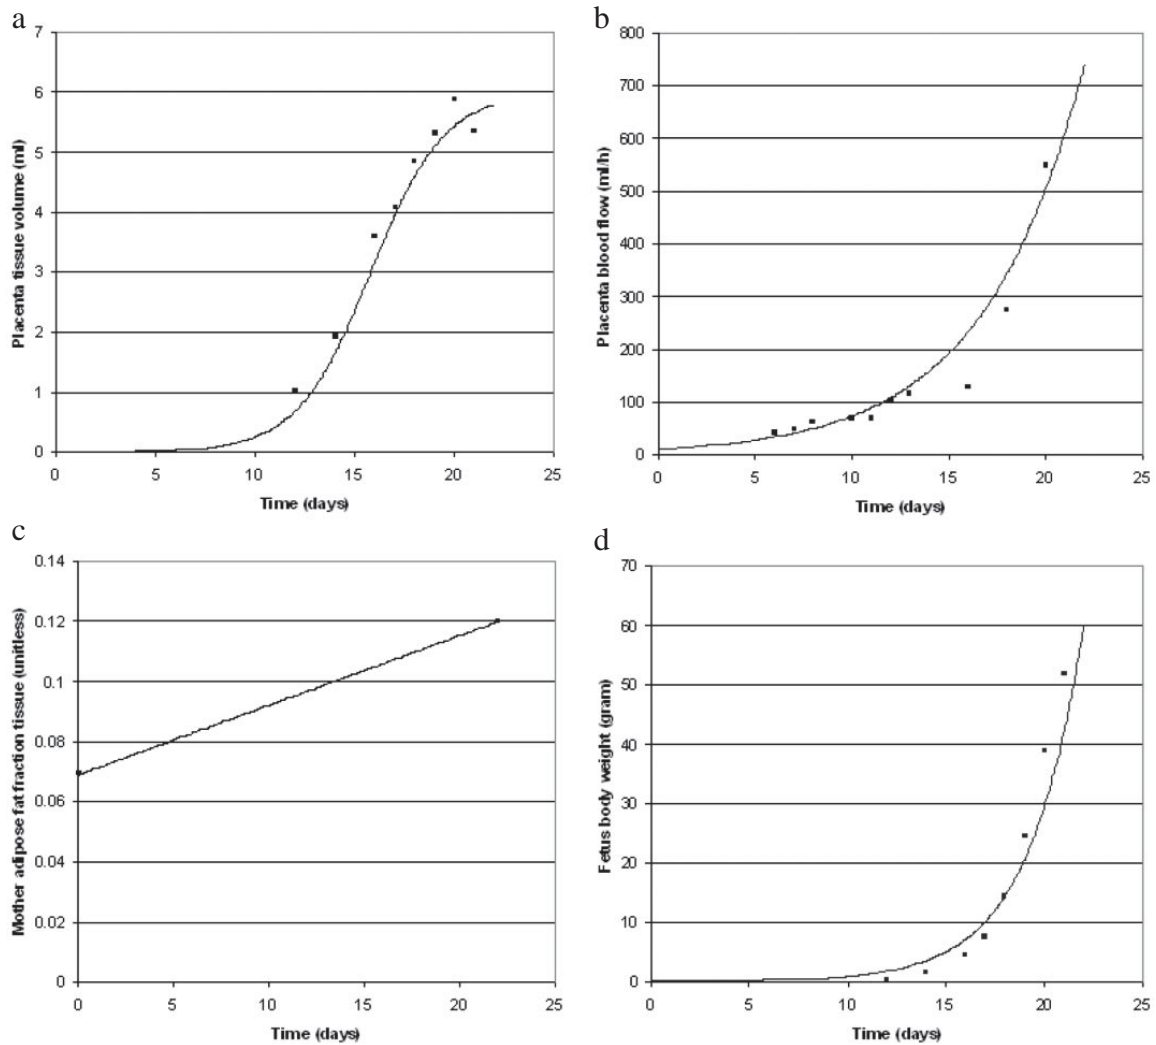 a
Placenta tissue volume (ml)
7
6
5
4
3
2
1
0
0 5 10 15 20 25
Time (days)
b
Placenta blood flow (ml/h)
800
700
600
500
400
300
200
100
0
0 5 10 15 20 25
Time (days)
c
Mother adipose fat fraction tissue (unitless)
0.14
0.12
0.1
0.08
0.06
0.04
0.02
0
0 5 10 15 20 25
Time (days)
d
Fetus body weight (gram)
70
60
50
40
30
20
10
0
0 5 10 15 20 25
Time (days)